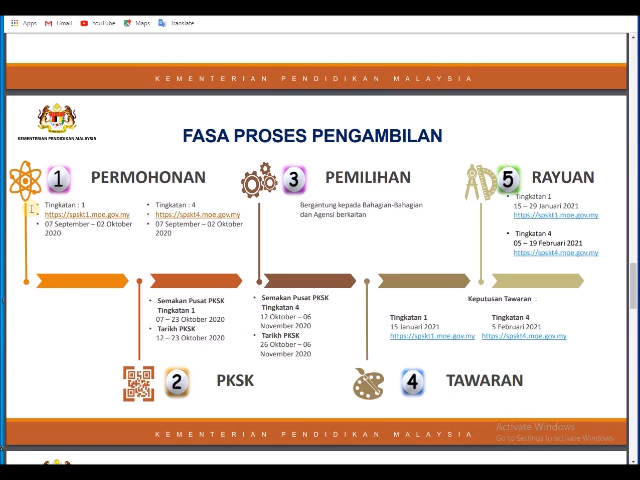 Apps Gmail YouTube Maps Translate
KEMENTERIAN PENDIDIKAN MALAYSIA
KEMENTERIAN PENDIDIKAN MALAYSIA
FASA PROSES PENGAMBILAN
1 PERMOHONAN
• Tingkatan : 1
• https://spskt1.moe.gov.my
• 07 September – 02 Oktober
2020
• Tingkatan : 4
• https://spskt4.moe.gov.my
• 07 September – 02 Oktober
2020
3 PEMILIHAN
Bergantung kepada Bahagian-Bahagian
dan Agensi berkaitan
5 RAYUAN
• Tingkatan 1
15 – 29 Januari 2021
https://spskt1.moe.gov.my
• Tingkatan 4
05 – 19 Februari 2021
https://spskt4.moe.gov.my
• Semakan Pusat PKSK
Tingkatan 1
07 – 23 Oktober 2020
• Tarikh PKSK
12 – 23 Oktober 2020
• Semakan Pusat PKSK
Tingkatan 4
12 Oktober – 06
November 2020
• Tarikh PKSK
26 Oktober – 06
November 2020
Keputusan Tawaran :
Tingkatan 1
15 Januari 2021
https://spskt1.moe.gov.my
Tingkatan 4
5 Februari 2021
https://spskt4.moe.gov.my
2 PKSK
4 TAWARAN
Activate Windows
Go to Settings to activate Windows.
KEMENTERIAN PENDIDIKAN MALAYSIA